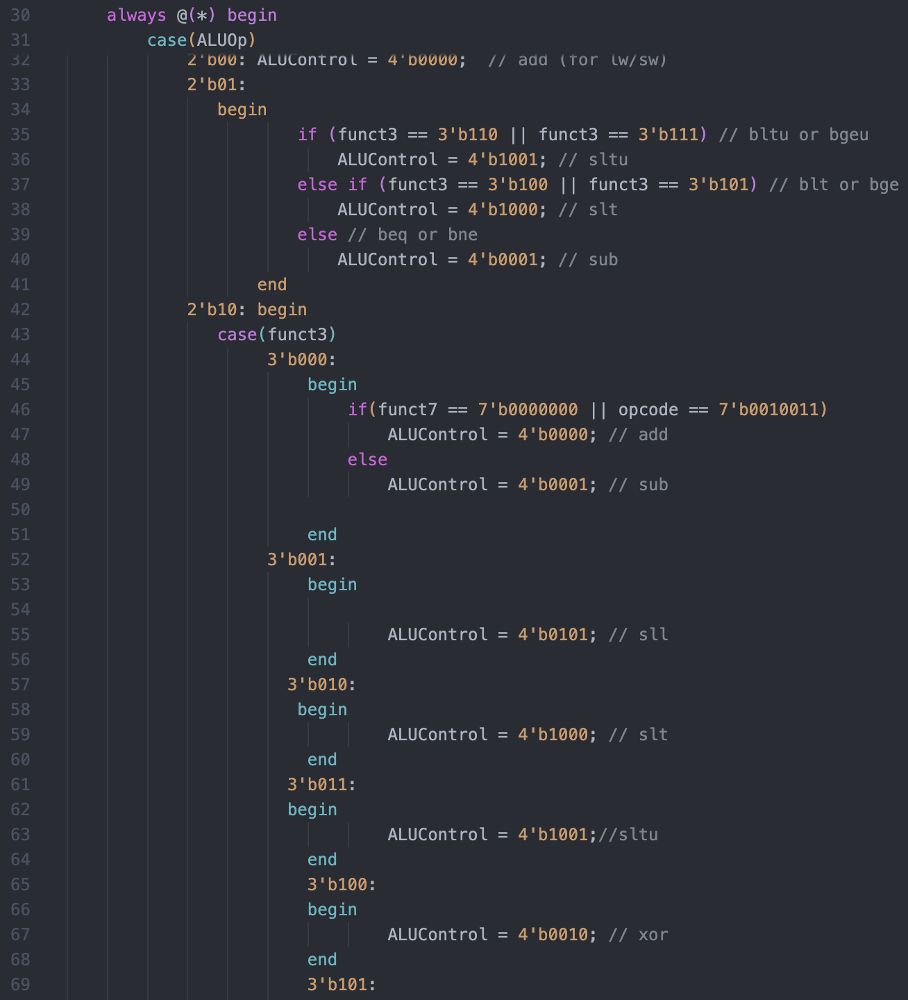 30 always @(*) begin
31 case(ALUOp)
32 2'b00: ALUControl = 4'b0000; // add (for lw/sw)
33 2'b01:
34 begin
35 if (funct3 == 3'b110 || funct3 == 3'b111) // bltu or bgeu
36 ALUControl = 4'b1001; // sltu
37 else if (funct3 == 3'b100 || funct3 == 3'b101) // blt or bge
38 ALUControl = 4'b1000; // slt
39 else // beq or bne
40 ALUControl = 4'b0001; // sub
41 end
42 2'b10: begin
43 case(funct3)
44 3'b000:
45 begin
46 if(funct7 == 7'b0000000 || opcode == 7'b0010011)
47 ALUControl = 4'b0000; // add
48 else
49 ALUControl = 4'b0001; // sub
50
51 end
52 3'b001:
53 begin
54
55 ALUControl = 4'b0101; // sll
56 end
57 3'b010:
58 begin
59 ALUControl = 4'b1000; // slt
60 end
61 3'b011:
62 begin
63 ALUControl = 4'b1001;//sltu
64 end
65 3'b100:
66 begin
67 ALUControl = 4'b0010; // xor
68 end
69 3'b101: